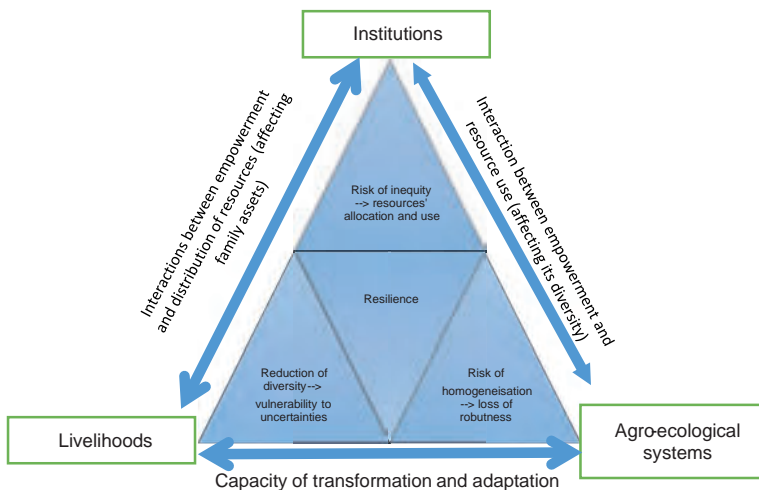 Institutions
Interactions between empowerment
and distribution of resources (affecting
family assets)
Interaction between empowerment and
resource use (affecting its diversity)
Risk of inequity
--> resources'
allocation and use
Resilience
Reduction of
diversity-->
vulnerability to
uncertainties
Risk of
homogeneisation
--> loss of
robutness
Livelihoods
Agro-ecological
systems
Capacity of transformation and adaptation